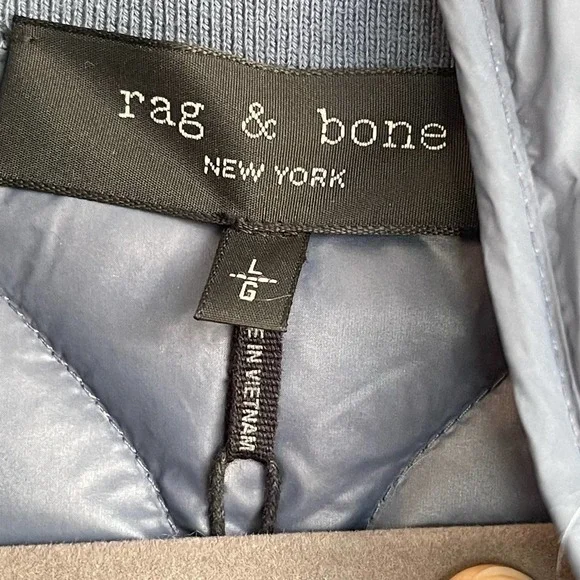 rag & bone
NEW YORK
L
G
E IN VIETNAM